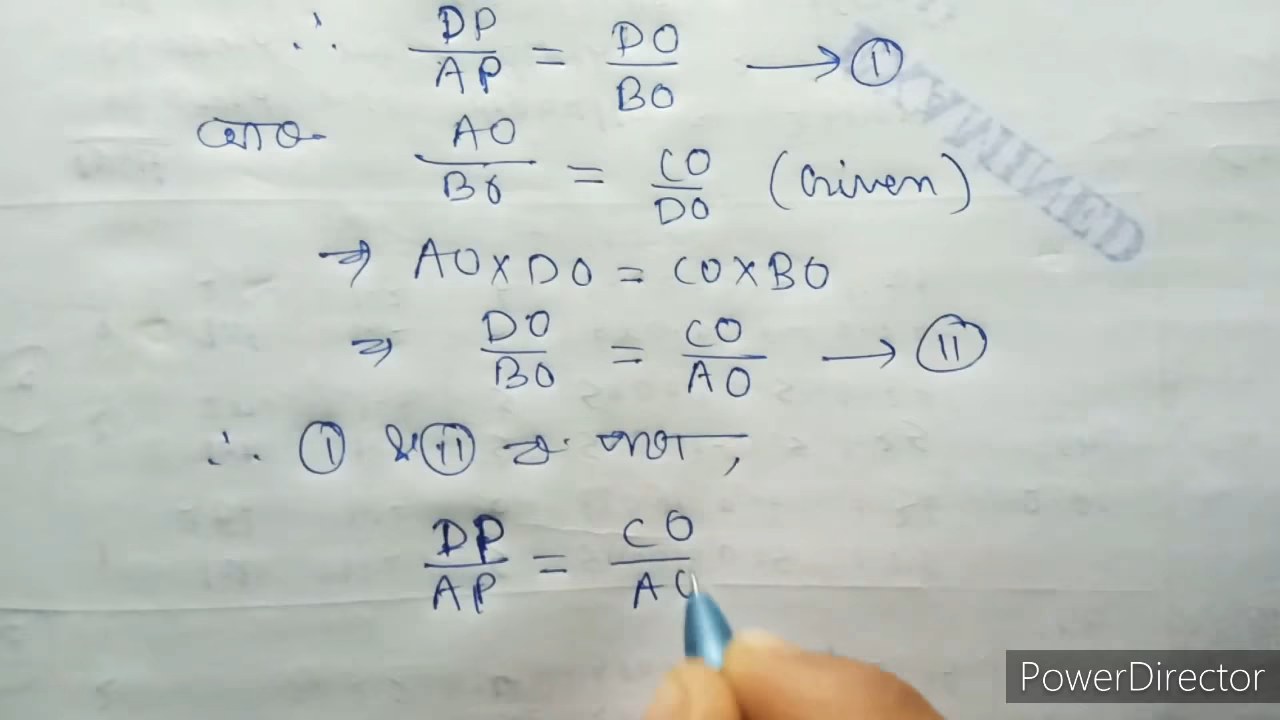 ∴ DP/AP = DO/BO → I
EXAMINED
AO/BO = CO/DO (Given)
⇒ AO×DO = CO×BO
⇒ DO/BO = CO/AO → II
∴ I & II
DP/AP = CO/AO
PowerDirector